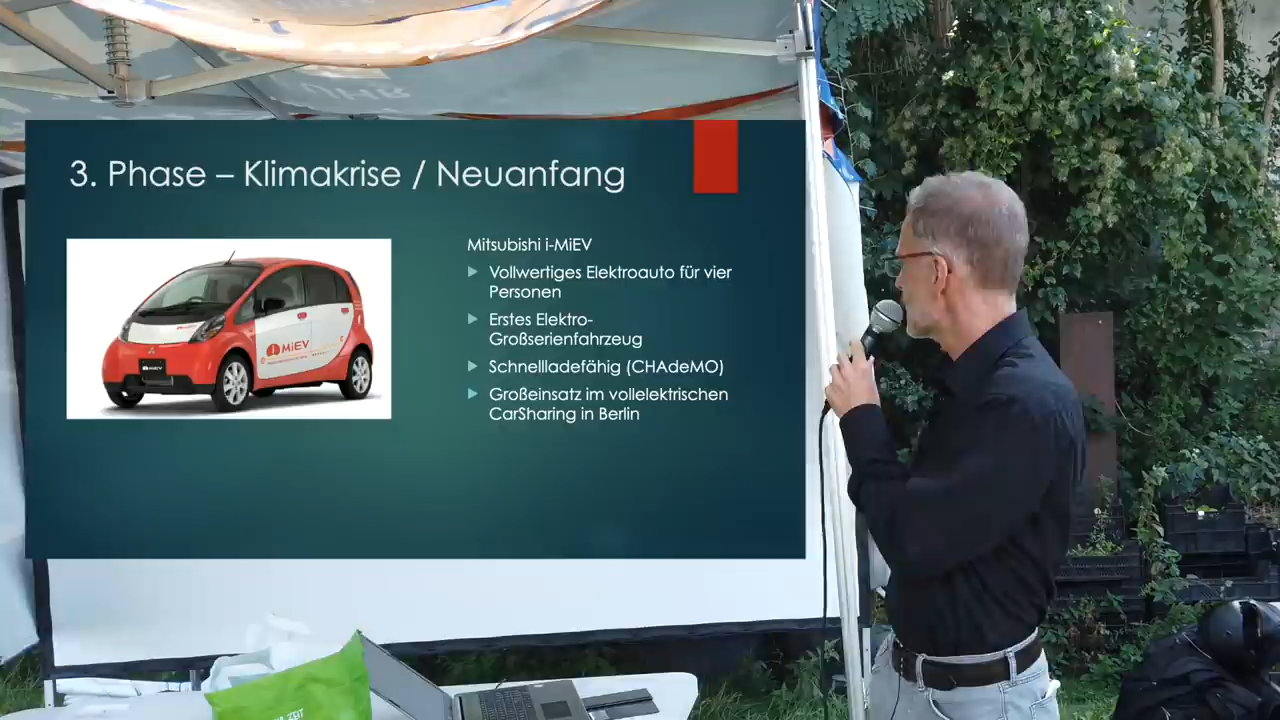 3. Phase – Klimakrise / Neuanfang
Mitsubishi i-MiEV
Vollwertiges Elektroauto für vier
Personen
Erstes Elektro-
Großserienfahrzeug
Schnellladefähig (CHAdeMO)
Großeinsatz im vollelektrischen
CarSharing in Berlin
MiEV